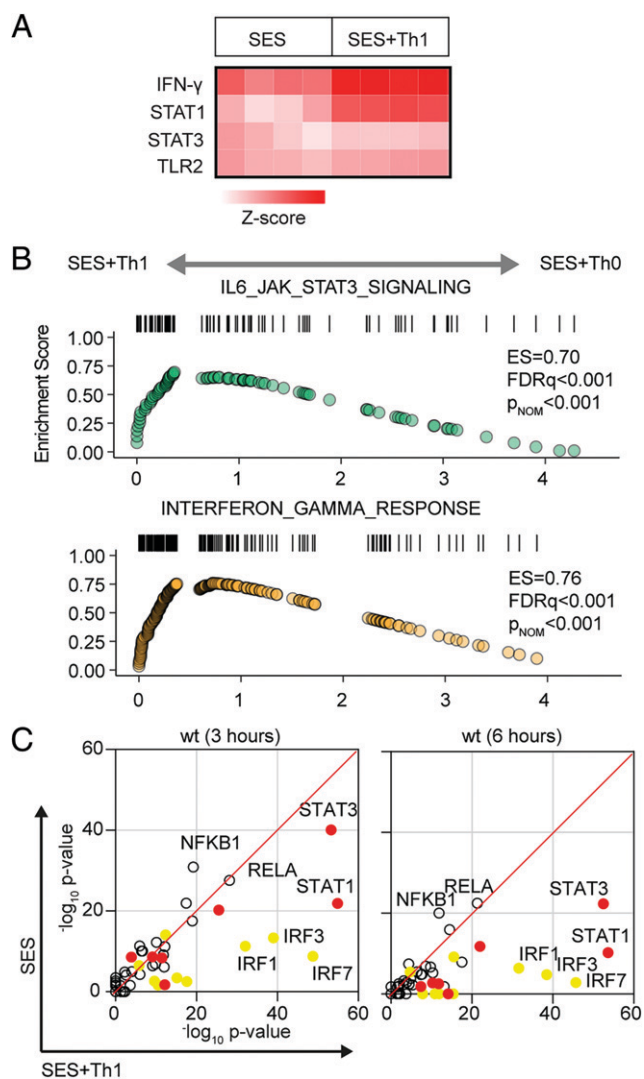 A
SES SES+Th1
IFN-γ
STAT1
STAT3
TLR2
Z-score
B
SES+Th1 SES+Th0
IL6_JAK_STAT3_SIGNALING
Enrichment Score
1.00
0.75
0.50
0.25
0.00
ES=0.70
FDRq<0.001
pNOM<0.001
0 1 2 3 4
INTERFERON_GAMMA_RESPONSE
1.00
0.75
0.50
0.25
0.00
ES=0.76
FDRq<0.001
pNOM<0.001
0 1 2 3 4
C
wt (3 hours) wt (6 hours)
SES
-log10 p-value
60
40
20
0
NFKB1
RELA
STAT3
STAT1
IRF3
IRF1
IRF7
0 20 40 60
-log10 p-value
NFKB1
RELA
STAT3
STAT1
IRF1
IRF3
IRF7
0 20 40 60
-log10 p-value
SES+Th1